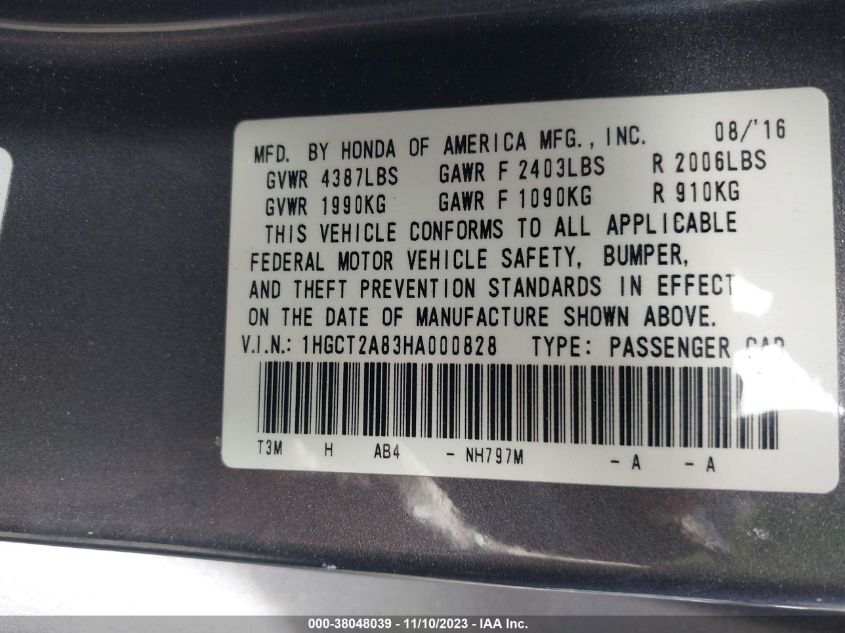 MFD. BY HONDA OF AMERICA MFG., INC. 08/'16
GVWR 4387LBS GAWR F 2403LBS R 2006LBS
GVWR 1990KG GAWR F 1090KG R 910KG
THIS VEHICLE CONFORMS TO ALL APPLICABLE
FEDERAL MOTOR VEHICLE SAFETY, BUMPER,
AND THEFT PREVENTION STANDARDS IN EFFECT
ON THE DATE OF MANUFACTURE SHOWN ABOVE.
V.I.N.: 1HGCT2A83HA000828 TYPE: PASSENGER CAR
T3M H AB4 - NH797M - A - A
000-38048039 - 11/10/2023 - IAA Inc.